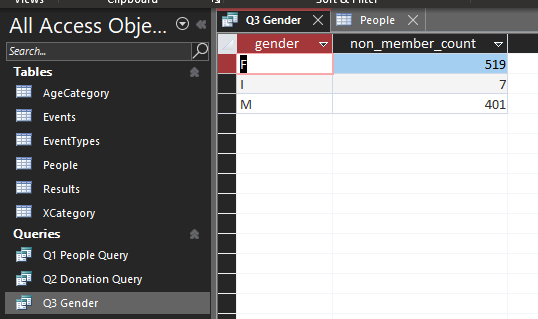 Views
Clipboard
Sort & Filter
All Access Obje...
Search...
Tables
AgeCategory
Events
EventTypes
People
Results
XCategory
Queries
Q1 People Query
Q2 Donation Query
Q3 Gender
Q3 Gender People
gender non_member_count
F 519
I 7
M 401